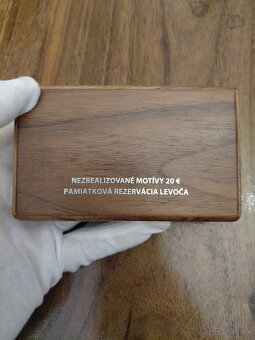 NEZREALIZOVANÉ MOTÍVY 20 €
PAMIATKOVÁ REZERVÁCIA LEVOČA